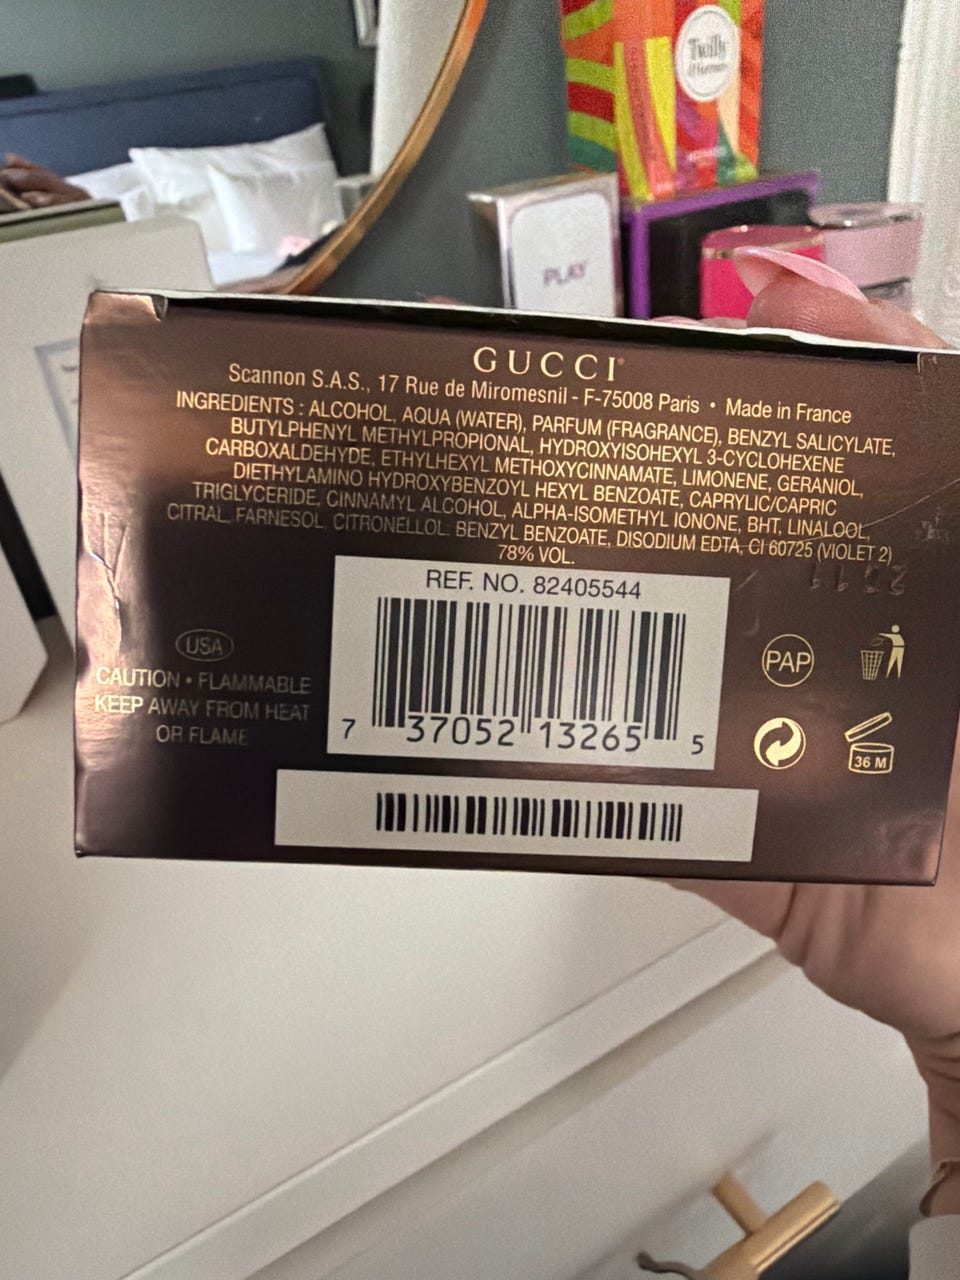 Twilly
d'Hermès
PLAY
GUCCI
Scannon S.A.S., 17 Rue de Miromesnil - F-75008 Paris • Made in France
INGREDIENTS : ALCOHOL, AQUA (WATER), PARFUM (FRAGRANCE), BENZYL SALICYLATE,
BUTYLPHENYL METHYLPROPIONAL, HYDROXYISOHEXYL 3-CYCLOHEXENE
CARBOXALDEHYDE, ETHYLHEXYL METHOXYCINNAMATE, LIMONENE, GERANIOL,
DIETHYLAMINO HYDROXYBENZOYL HEXYL BENZOATE, CAPRYLIC/CAPRIC
TRIGLYCERIDE, CINNAMYL ALCOHOL, ALPHA-ISOMETHYL IONONE, BHT, LINALOOL,
CITRAL, FARNESOL, CITRONELLOL, BENZYL BENZOATE, DISODIUM EDTA, CI 60725 (VIOLET 2)
78% VOL.
REF. NO. 82405544
7 37052 13265 5
USA
CAUTION • FLAMMABLE
KEEP AWAY FROM HEAT
OR FLAME
PAP
36 M